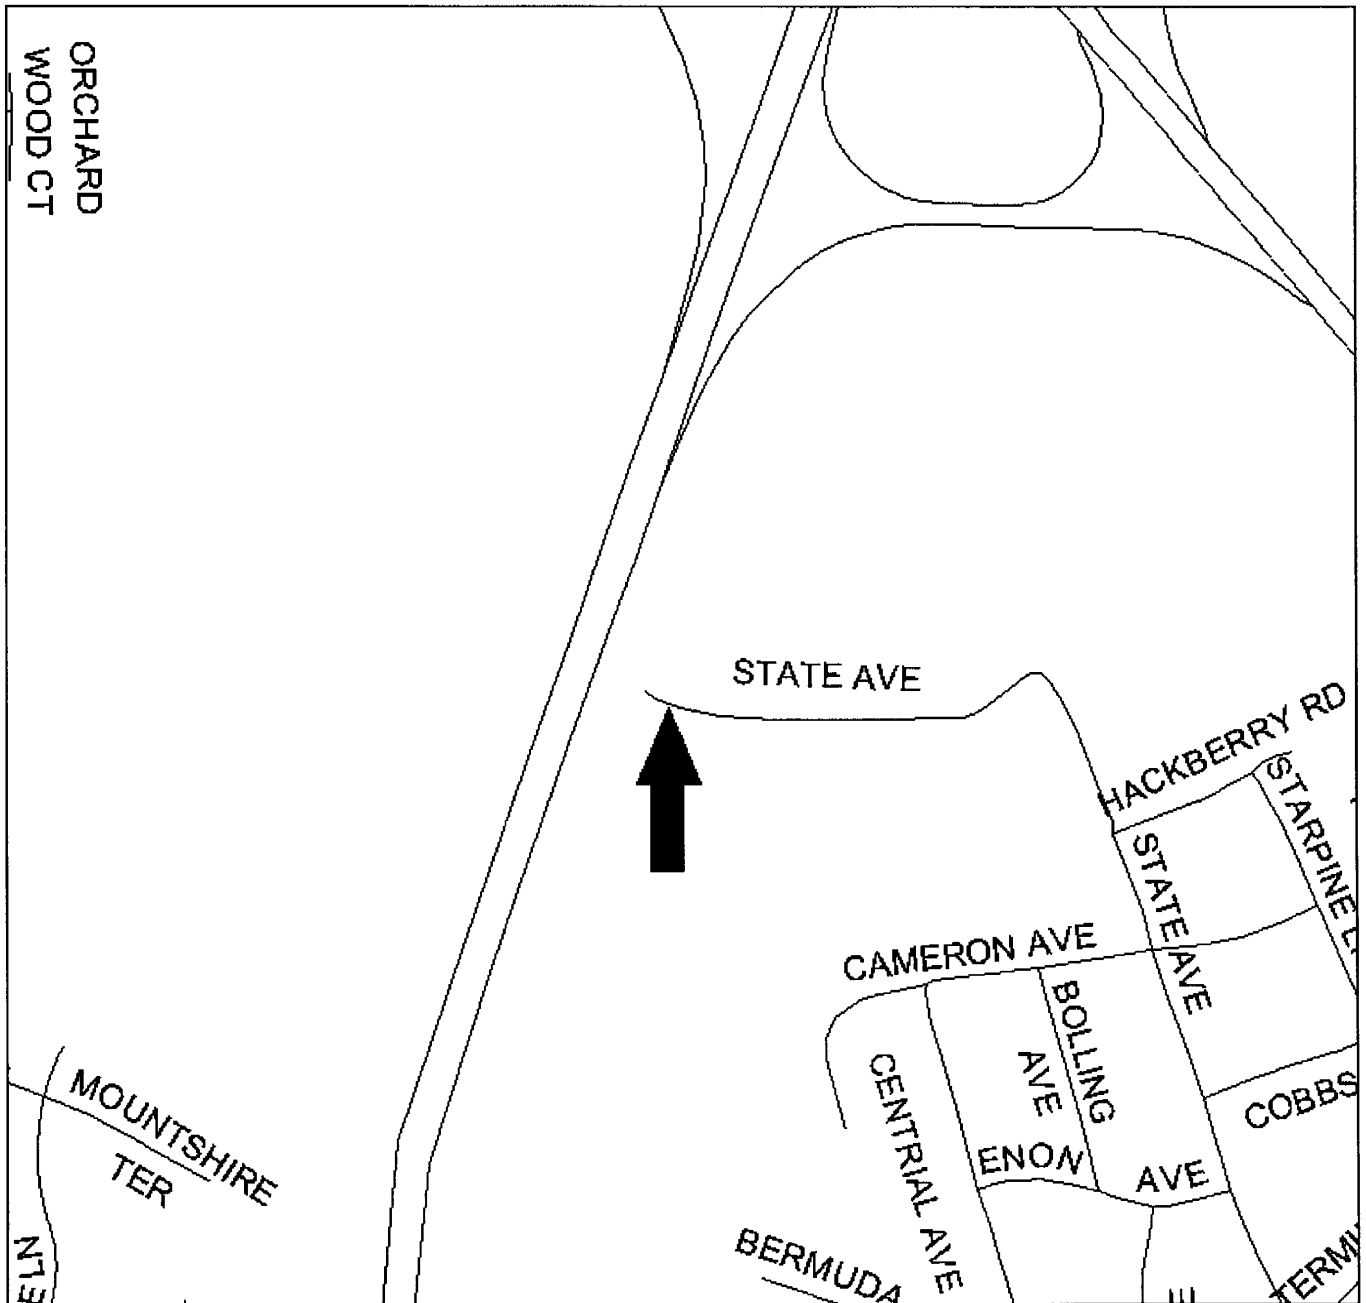 ORCHARD
WOOD CT
STATE AVE
HACKBERRY RD
STARPINE
STATE AVE
CAMERON AVE
BOLLING
AVE
CENTRIAL AVE
COBBS
ENON AVE
MOUNTSHIRE
TER
BERMUDA